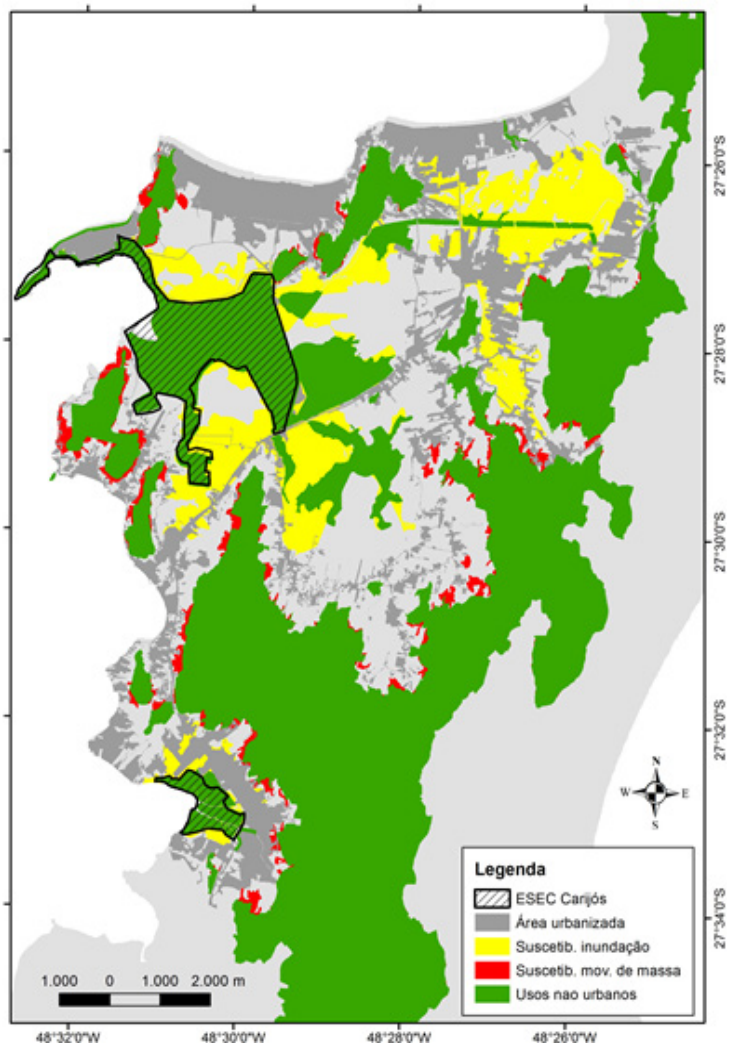 27°26'0"S
27°28'0"S
27°30'0"S
27°32'0"S
27°34'0"S
N
W E
S
Legenda
ESEC Carijós
Área urbanizada
Suscetib. inundação
Suscetib. mov. de massa
Usos nao urbanos
1.000 0 1.000 2.000 m
48°32'0"W 48°30'0"W 48°28'0"W 48°26'0"W